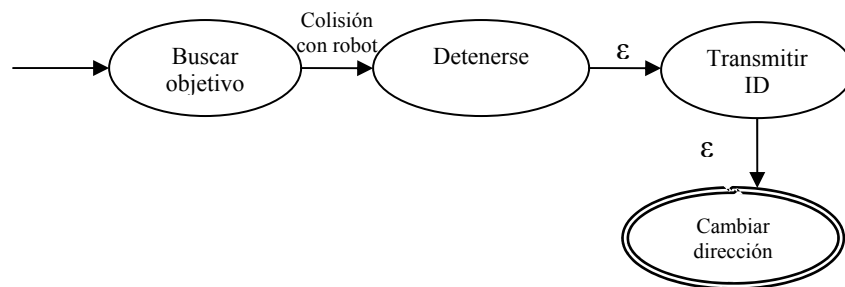 Buscar
objetivo
Colisión
con robot
Detenerse
ε
Transmitir
ID
ε
Cambiar
dirección